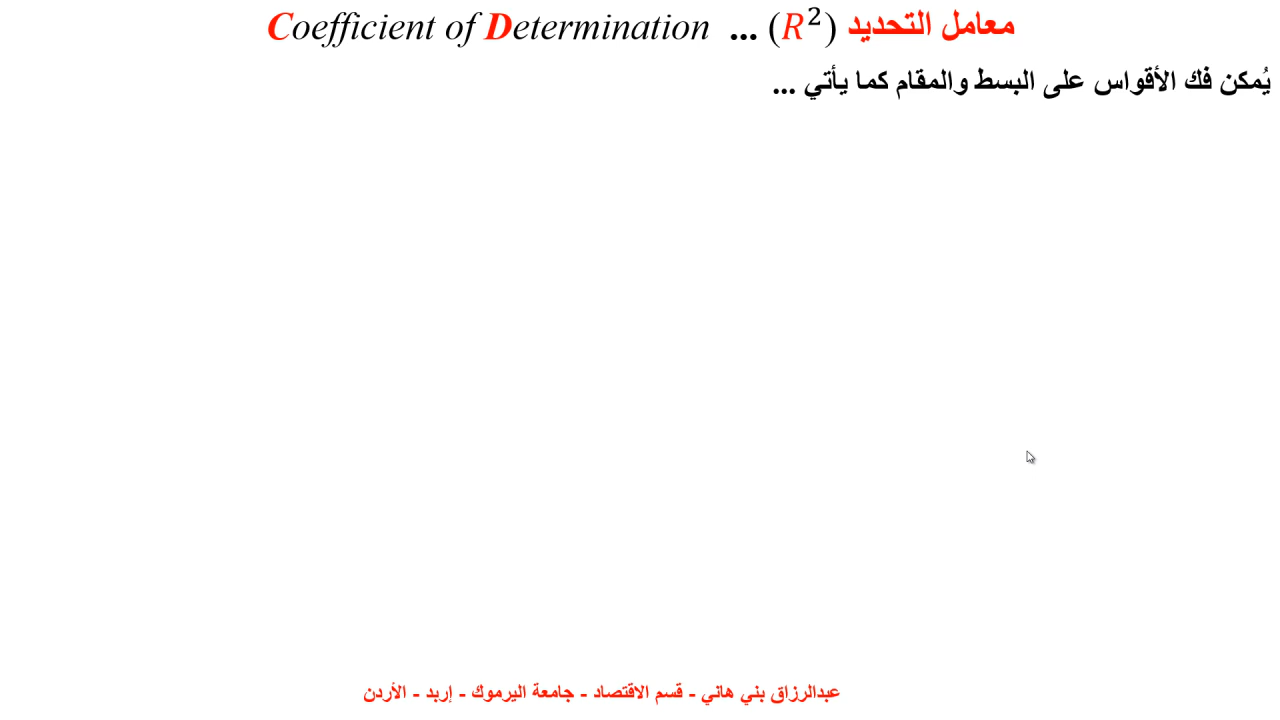 معامل التحديد (R²) ... Coefficient of Determination
يُمكن فك الأقواس على البسط والمقام كما يأتي ...
عبدالرزاق بني هاني - قسم الاقتصاد - جامعة اليرموك - إربد - الأردن